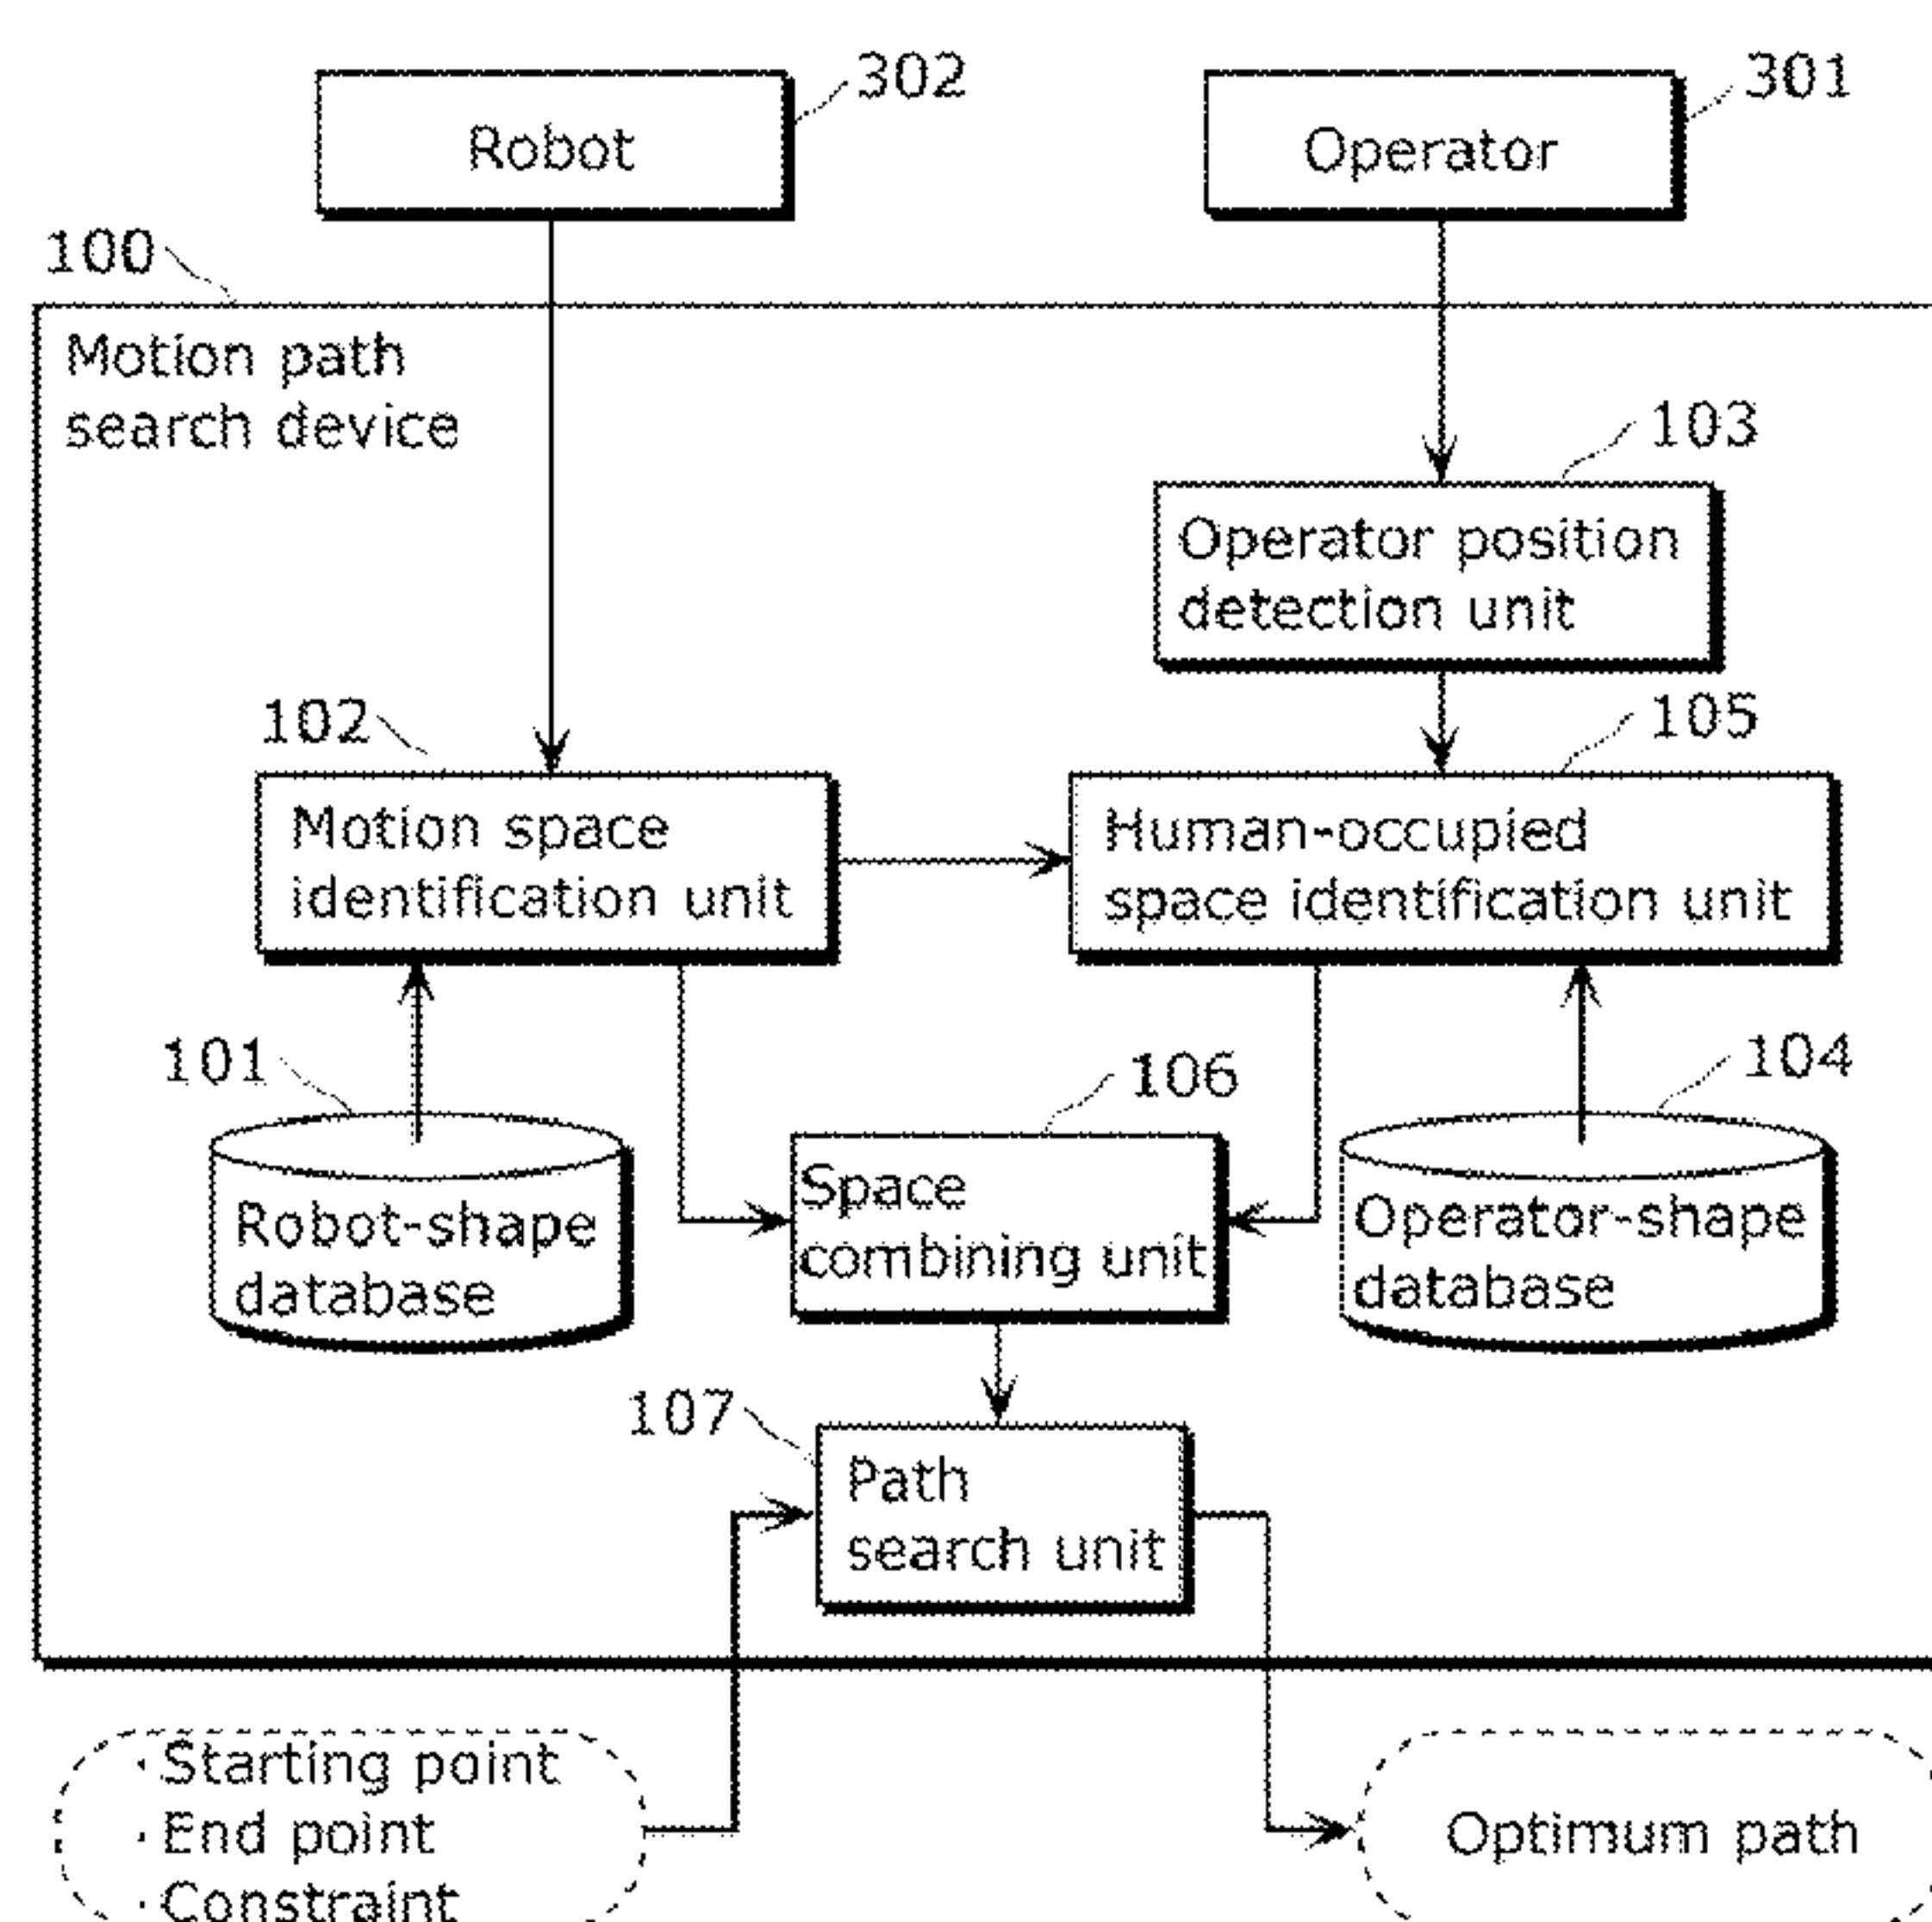 302
Robot
301
Operator
100
Motion path
search device
103
Operator position
detection unit
102
Motion space
identification unit
105
Human-occupied
space identification unit
101
Robot-shape
database
106
Space
combining unit
104
Operator-shape
database
107
Path
search unit
· Starting point
· End point
· Constraint
Optimum path